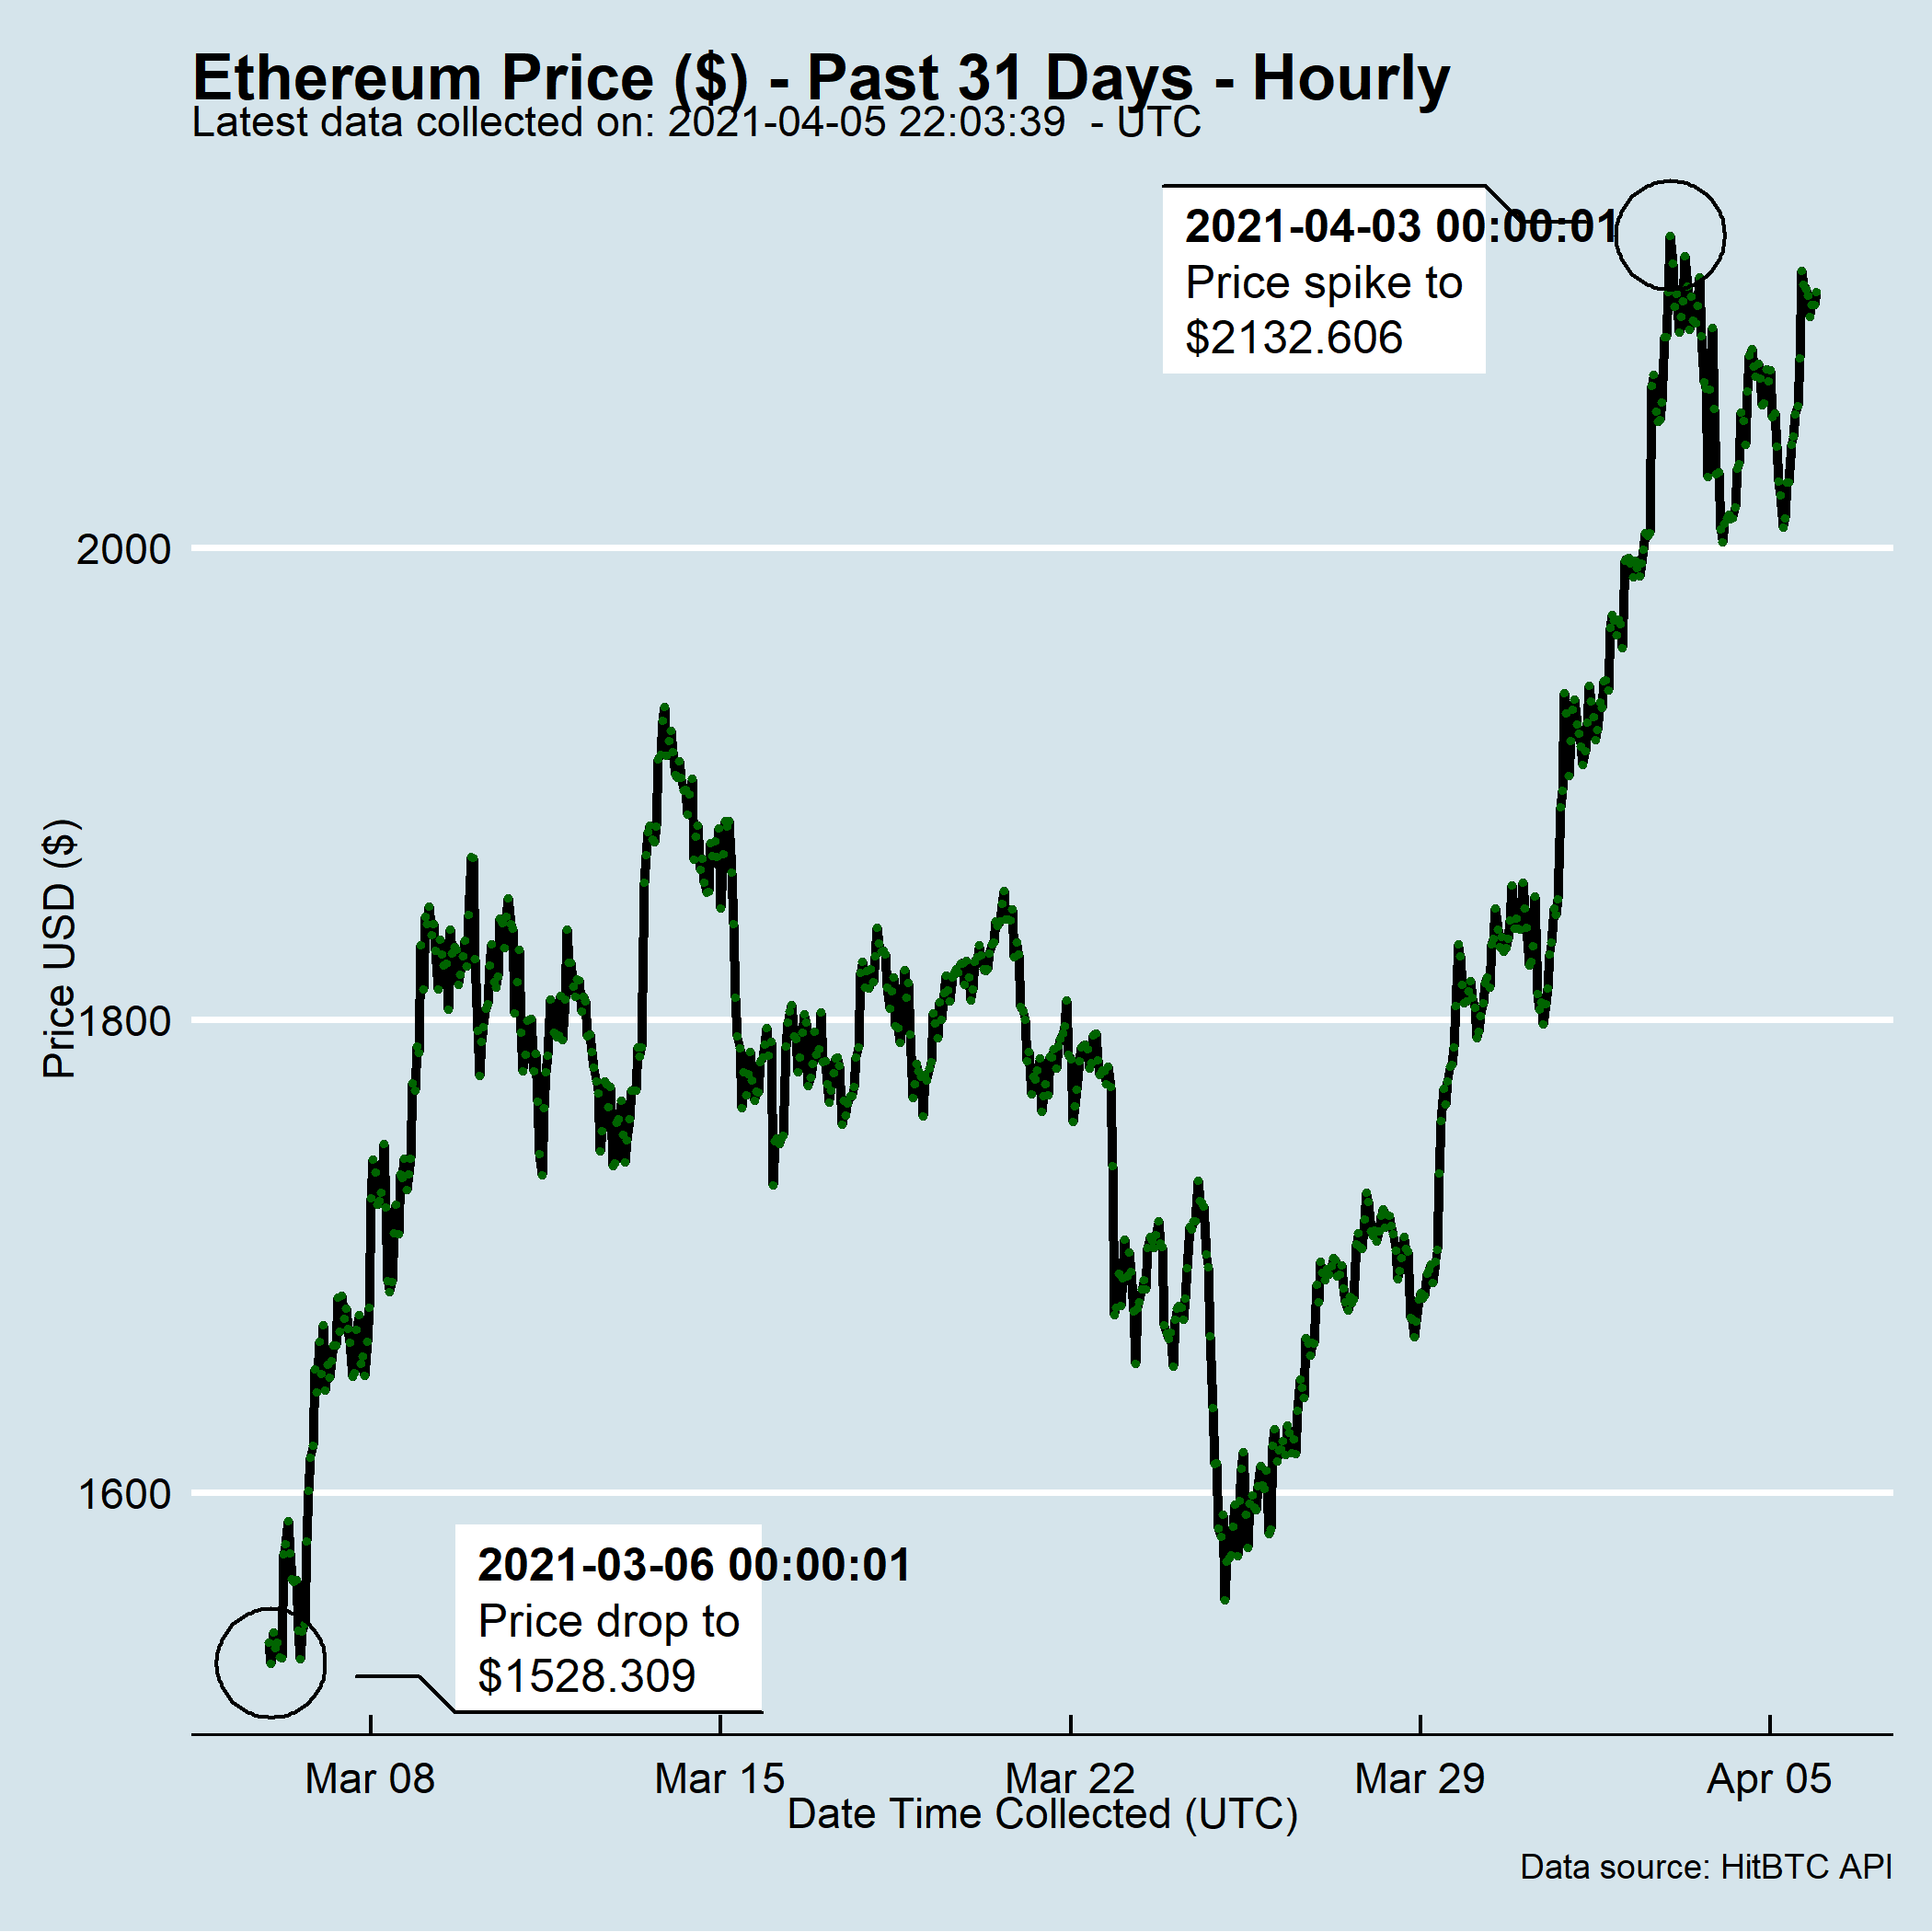 Ethereum Price ($) - Past 31 Days - Hourly
Latest data collected on: 2021-04-05 22:03:39  - UTC
2021-04-03 00:00:01
Price spike to
$2132.606
2000
1800
1600
Price USD ($)
2021-03-06 00:00:01
Price drop to
$1528.309
Mar 08
Mar 15
Mar 22
Mar 29
Apr 05
Date Time Collected (UTC)
Data source: HitBTC API